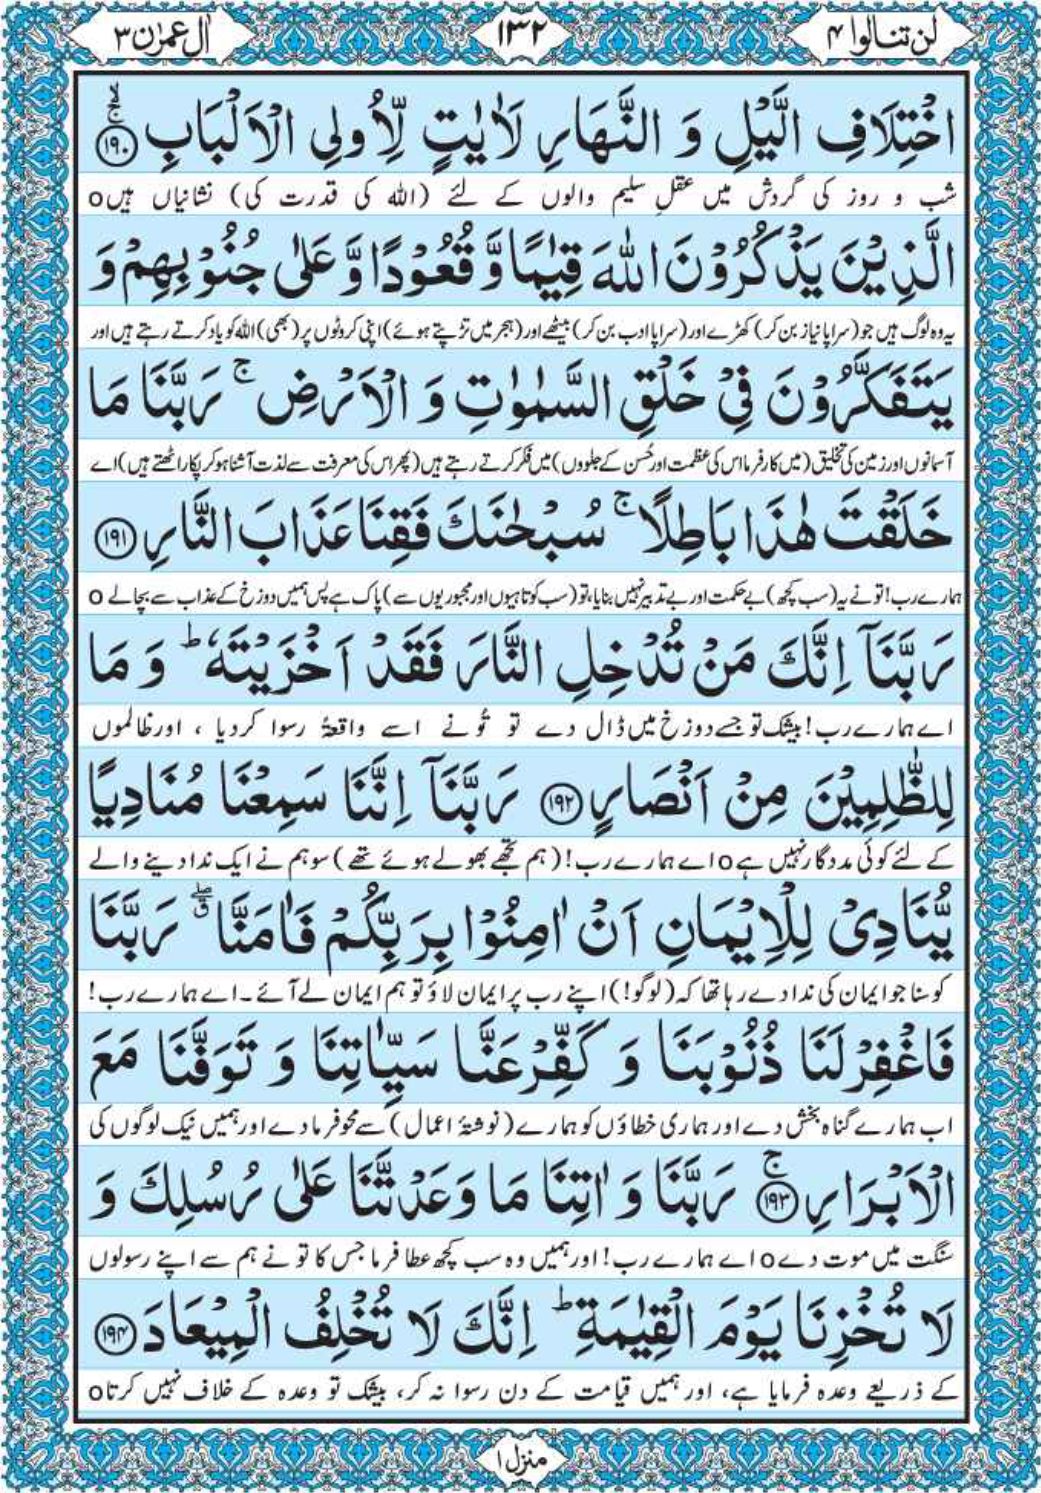 لن تنالوا ۴
۱۳۲
اٰل عمرٰن ۳
اخْتِلَافِ الَّیْلِ وَ النَّهَارِ لَاٰیٰتٍ لِّاُولِی الْاَلْبَابِ ۚۙ﴿۱۹۰﴾
شب و روز کی گردش میں عقلِ سلیم والوں کے لئے (اللہ کی قدرت کی) نشانیاں ہیںo
الَّذِیْنَ یَذْكُرُوْنَ اللّٰهَ قِیٰمًا وَّ قُعُوْدًا وَّ عَلٰی جُنُوْبِهِمْ وَ
یہ وہ لوگ ہیں جو (سراپا نیاز بن کر) کھڑے اور (سراپا ادب بن کر) بیٹھے اور (ہجر میں تڑپتے ہوئے) اپنی کروٹوں پر (بھی) اللہ کو یاد کرتے رہتے ہیں اور
یَتَفَكَّرُوْنَ فِیْ خَلْقِ السَّمٰوٰتِ وَ الْاَرْضِ ۚ رَبَّنَا مَا
آسمانوں اور زمین کی تخلیق (میں کارفرما اس کی عظمت اور حُسن کے جلووں) میں فکر کرتے رہتے ہیں (پھر اس کی معرفت سے لذت آشنا ہو کر پکار اٹھتے ہیں) اے
خَلَقْتَ هٰذَا بَاطِلًا ۚ سُبْحٰنَكَ فَقِنَا عَذَابَ النَّارِ ﴿۱۹۱﴾
ہمارے رب! تو نے یہ (سب کچھ) بے حکمت اور بے تدبیر نہیں بنایا، تو (سب کوتاہیوں اور مجبوریوں سے) پاک ہے پس ہمیں دوزخ کے عذاب سے بچا لے o
رَبَّنَاۤ اِنَّكَ مَنْ تُدْخِلِ النَّارَ فَقَدْ اَخْزَیْتَهٗ ؕ وَ مَا
اے ہمارے رب! بیشک تو جسے دوزخ میں ڈال دے تو تُو نے اسے واقعۃً رسوا کر دیا ، اور ظالموں
لِلظّٰلِمِیْنَ مِنْ اَنْصَارٍ ﴿۱۹۲﴾ رَبَّنَاۤ اِنَّنَا سَمِعْنَا مُنَادِیًا
کے لئے کوئی مددگار نہیں ہےo اے ہمارے رب! (ہم تجھے بھولے ہوئے تھے) سو ہم نے ایک ندا دینے والے
یُّنَادِیْ لِلْاِیْمَانِ اَنْ اٰمِنُوْا بِرَبِّكُمْ فَاٰمَنَّا ۖۗ رَبَّنَا
کو سنا جو ایمان کی ندا دے رہا تھا کہ (لوگو!) اپنے رب پر ایمان لاؤ تو ہم ایمان لے آئے۔ اے ہمارے رب!
فَاغْفِرْ لَنَا ذُنُوْبَنَا وَ كَفِّرْ عَنَّا سَیِّاٰتِنَا وَ تَوَفَّنَا مَعَ
اب ہمارے گناہ بخش دے اور ہماری خطاؤں کو ہمارے (نوشتۂ اعمال) سے محو فرما دے اور ہمیں نیک لوگوں کی
الْاَبْرَارِ ۚ﴿۱۹۳﴾ رَبَّنَا وَ اٰتِنَا مَا وَعَدْتَّنَا عَلٰی رُسُلِكَ وَ
سنگت میں موت دےo اے ہمارے رب! اور ہمیں وہ سب کچھ عطا فرما جس کا تو نے ہم سے اپنے رسولوں
لَا تُخْزِنَا یَوْمَ الْقِیٰمَةِ ؕ اِنَّكَ لَا تُخْلِفُ الْمِیْعَادَ ﴿۱۹۴﴾
کے ذریعے وعدہ فرمایا ہے، اور ہمیں قیامت کے دن رسوا نہ کر، بیشک تو وعدہ کے خلاف نہیں کرتاo
منزل ۱